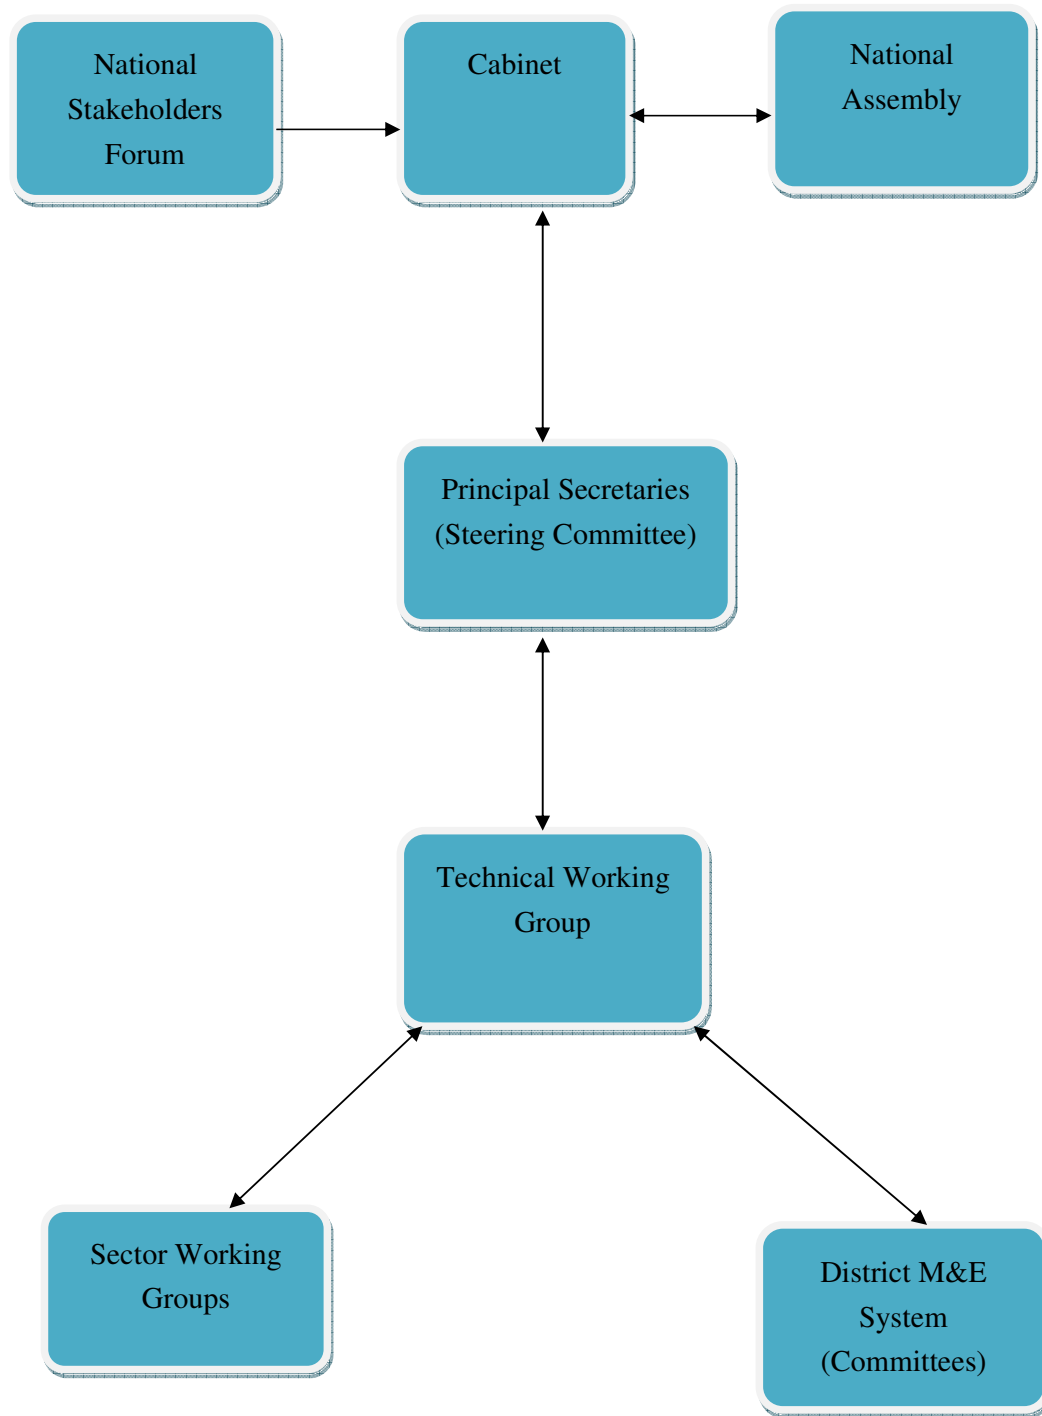 National
Stakeholders
Forum
Cabinet
National
Assembly
Principal Secretaries
(Steering Committee)
Technical Working
Group
Sector Working
Groups
District M&E
System
(Committees)